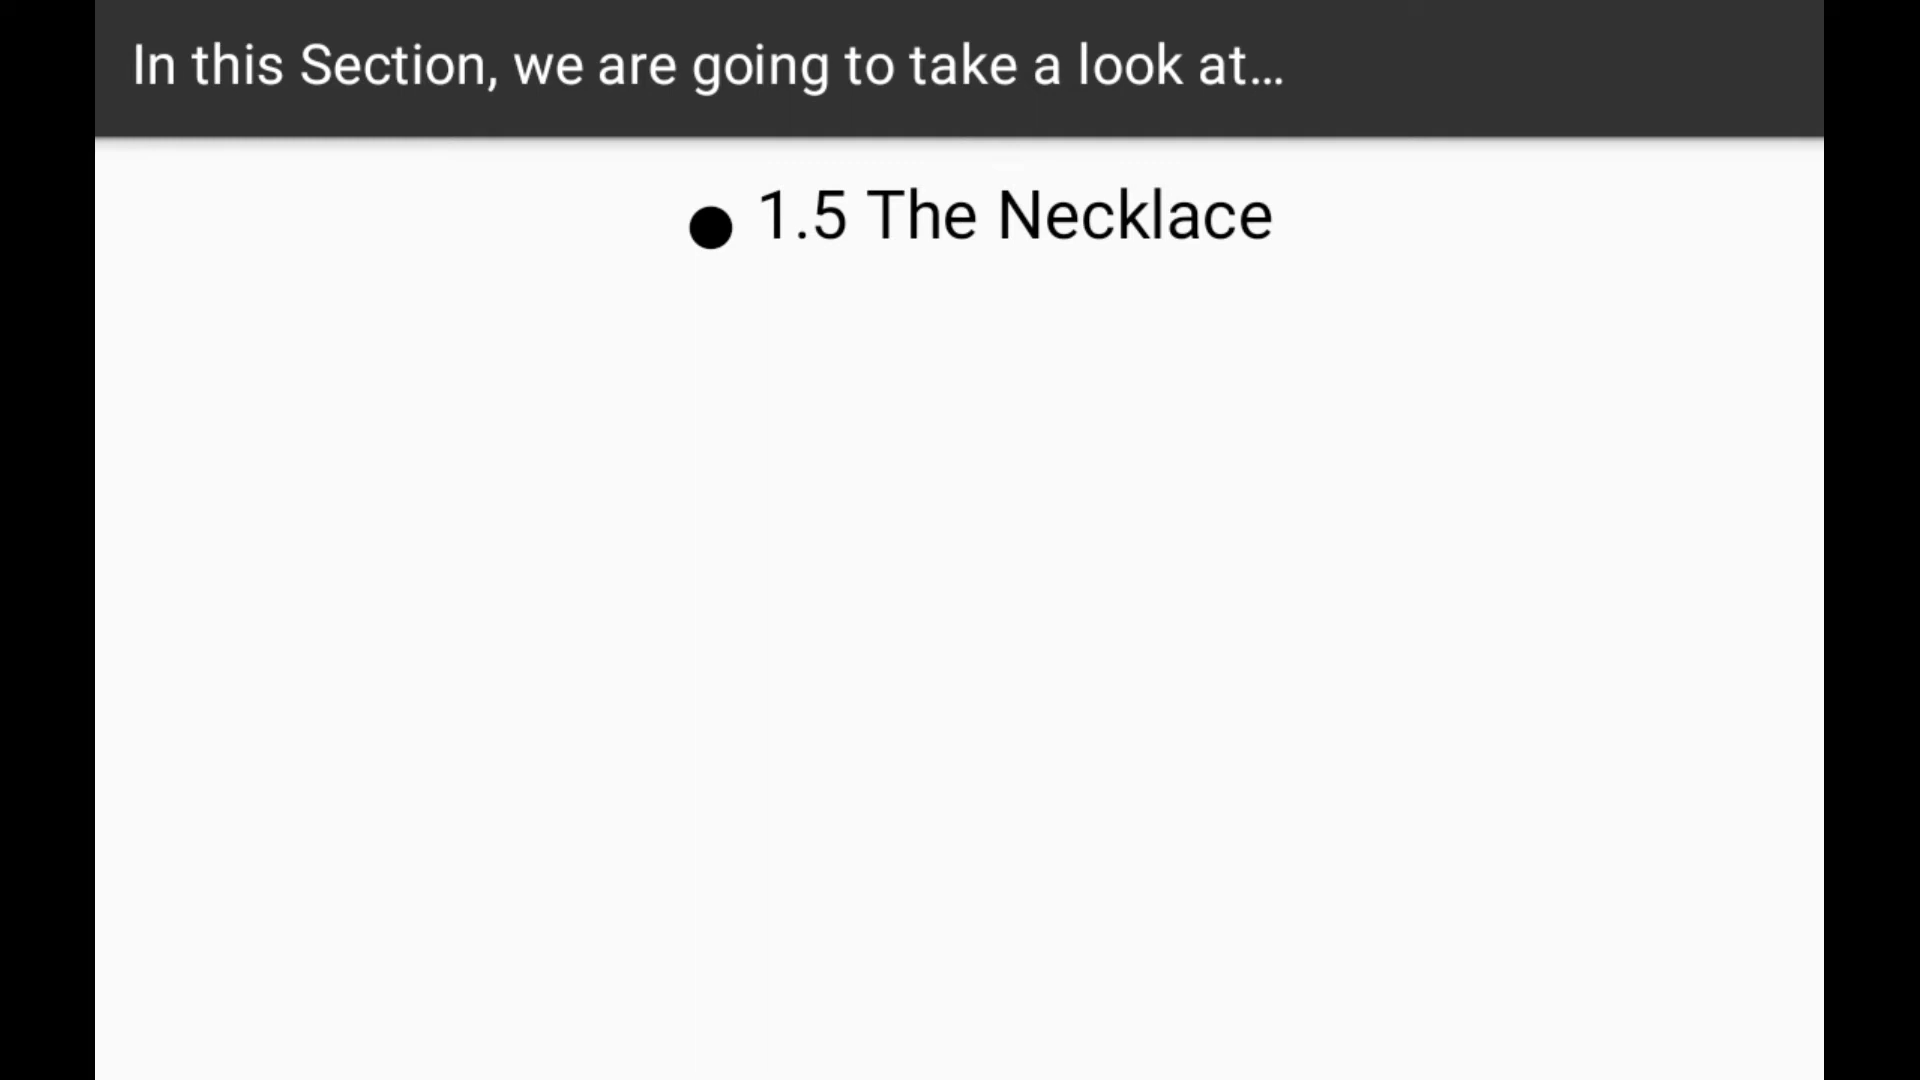 In this Section, we are going to take a look at...
● 1.5 The Necklace